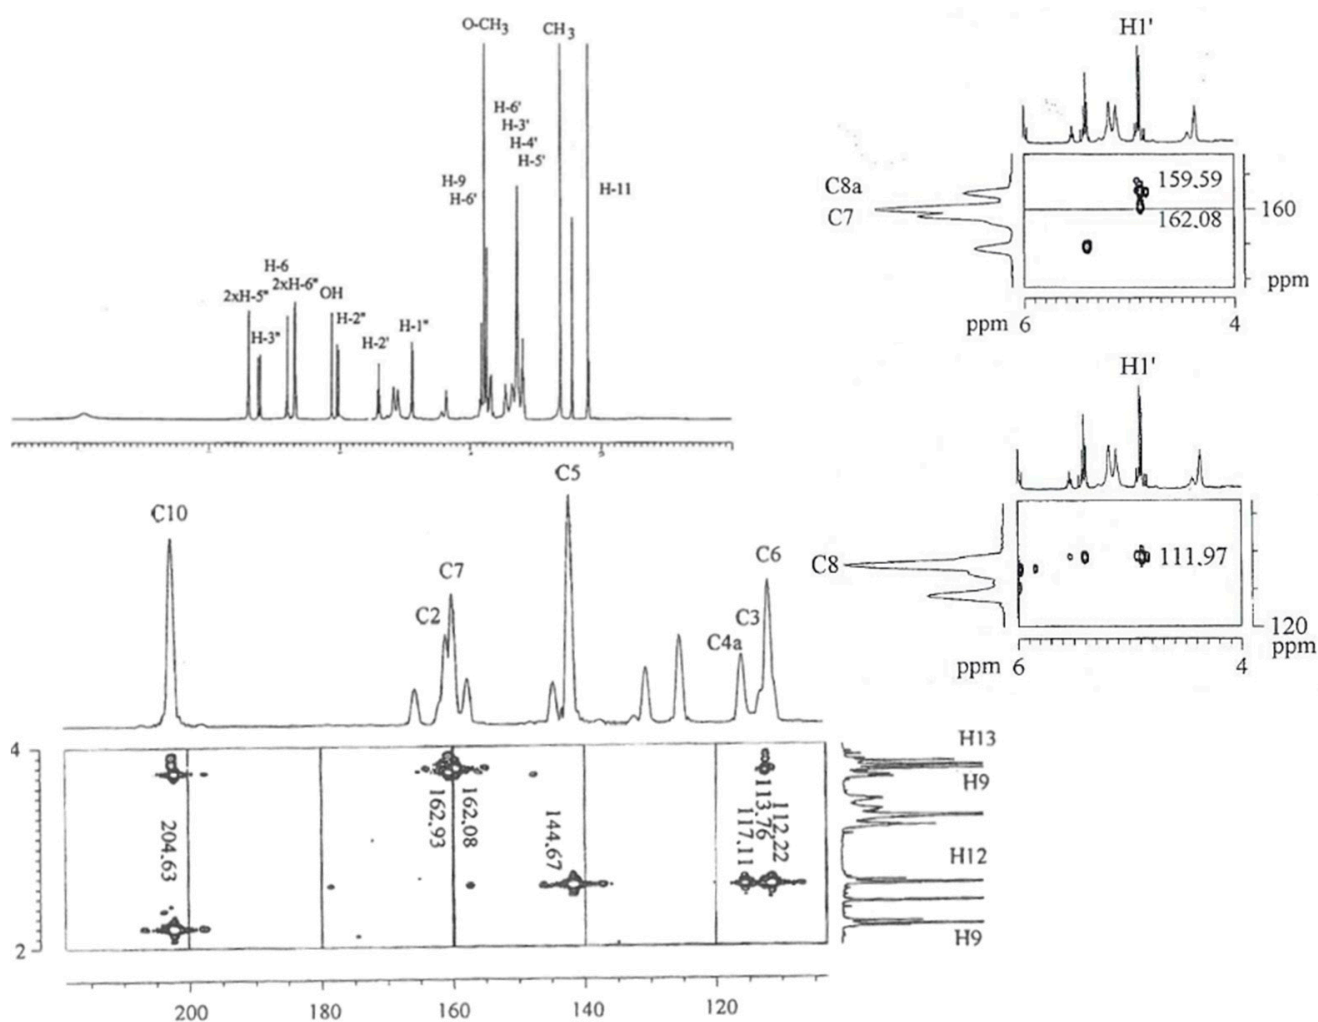 O-CH₃
CH₃
H-6'
H-3'
H-4'
H-5'
H-9
H-6'
H-11
H-6
2xH-5"
2xH-6"
OH
H-3"
H-2"
H-2'
H-1"
H1'
C8a
C7
159.59
162.08
160
ppm
ppm
6
4
H1'
C8
111.97
120
ppm
ppm
6
4
C10
C5
C7
C6
C2
C3
C4a
4
2
204.63
162.93
162.08
144.67
117.11
113.76
112.22
H13
H9
H12
H9
200
180
160
140
120